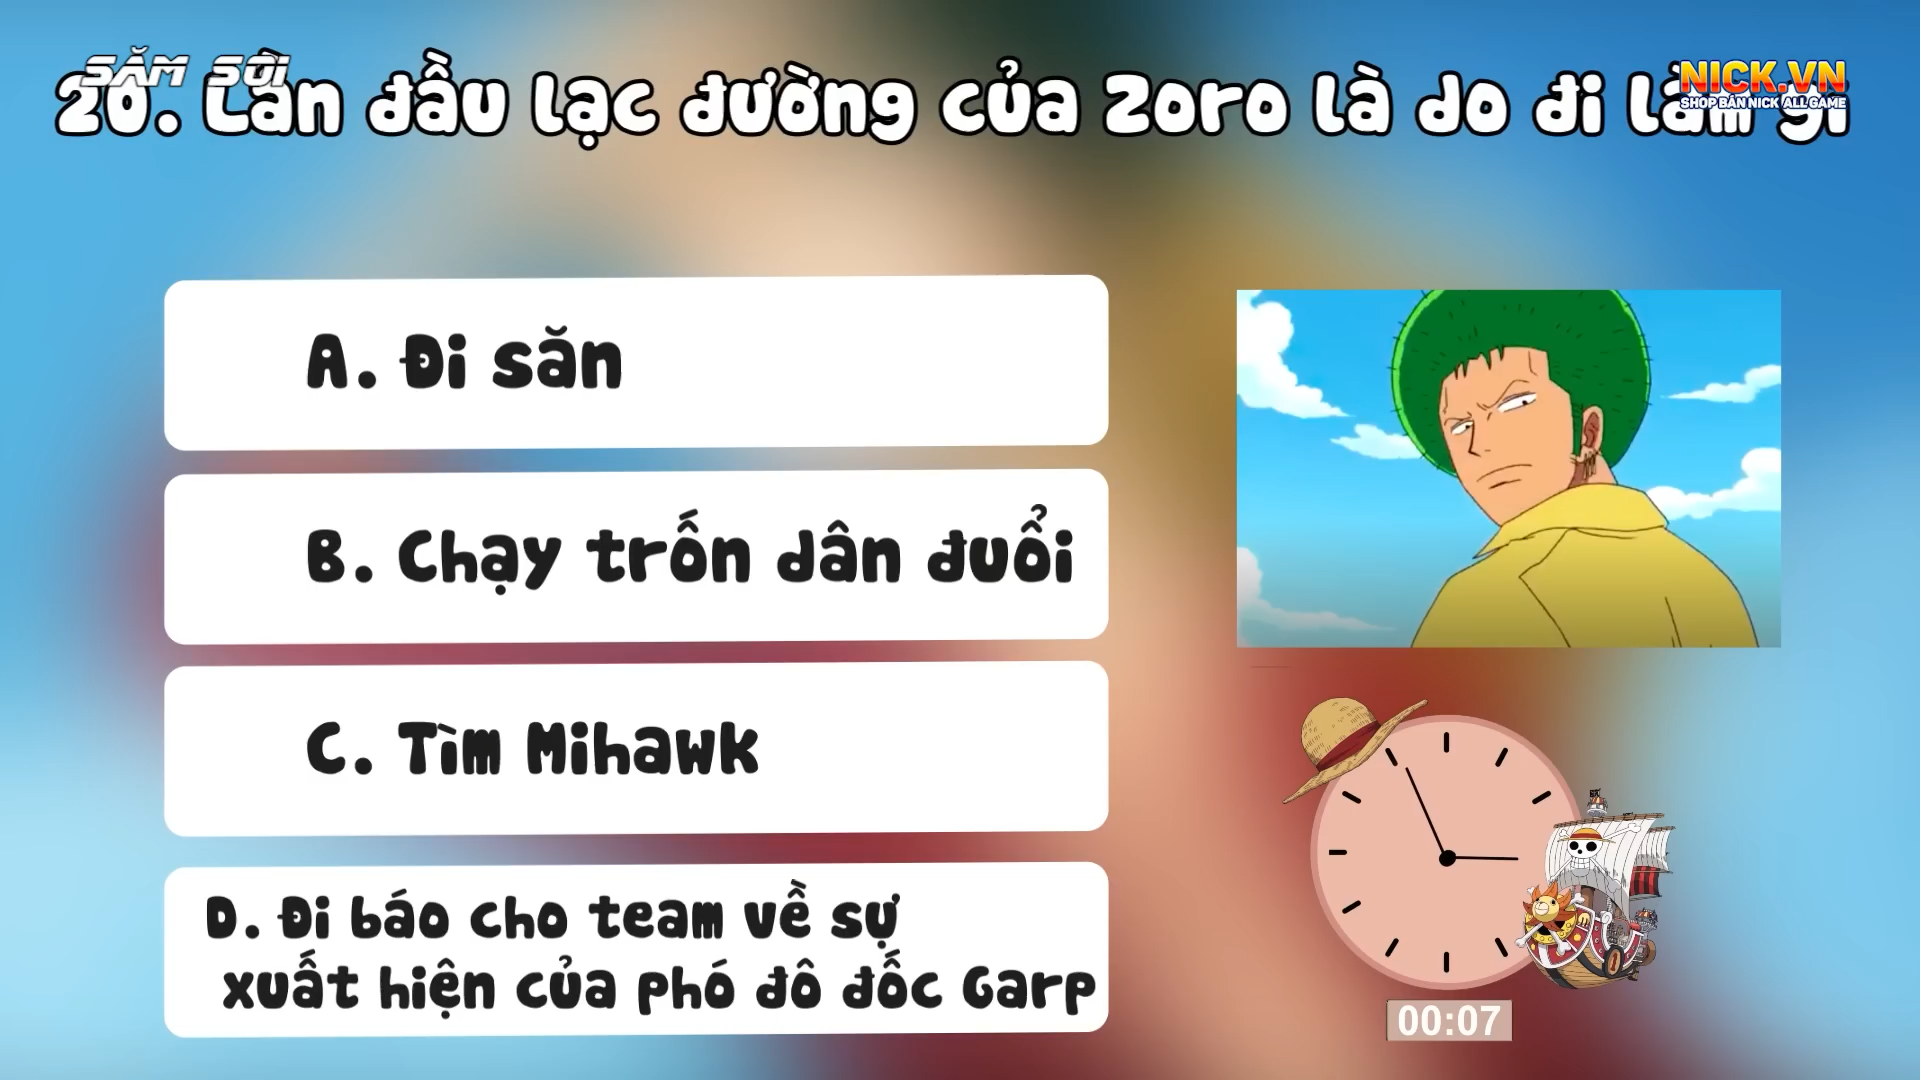 SĂM SÔI
20. Lần đầu lạc đường của Zoro là do đi làm gì
NICK.VN
SHOP BÁN NICK ALL GAME
A. Đi săn
B. Chạy trốn dân đuổi
C. Tìm Mihawk
D. Đi báo cho team về sự
xuất hiện của phó đô đốc Garp
00:07